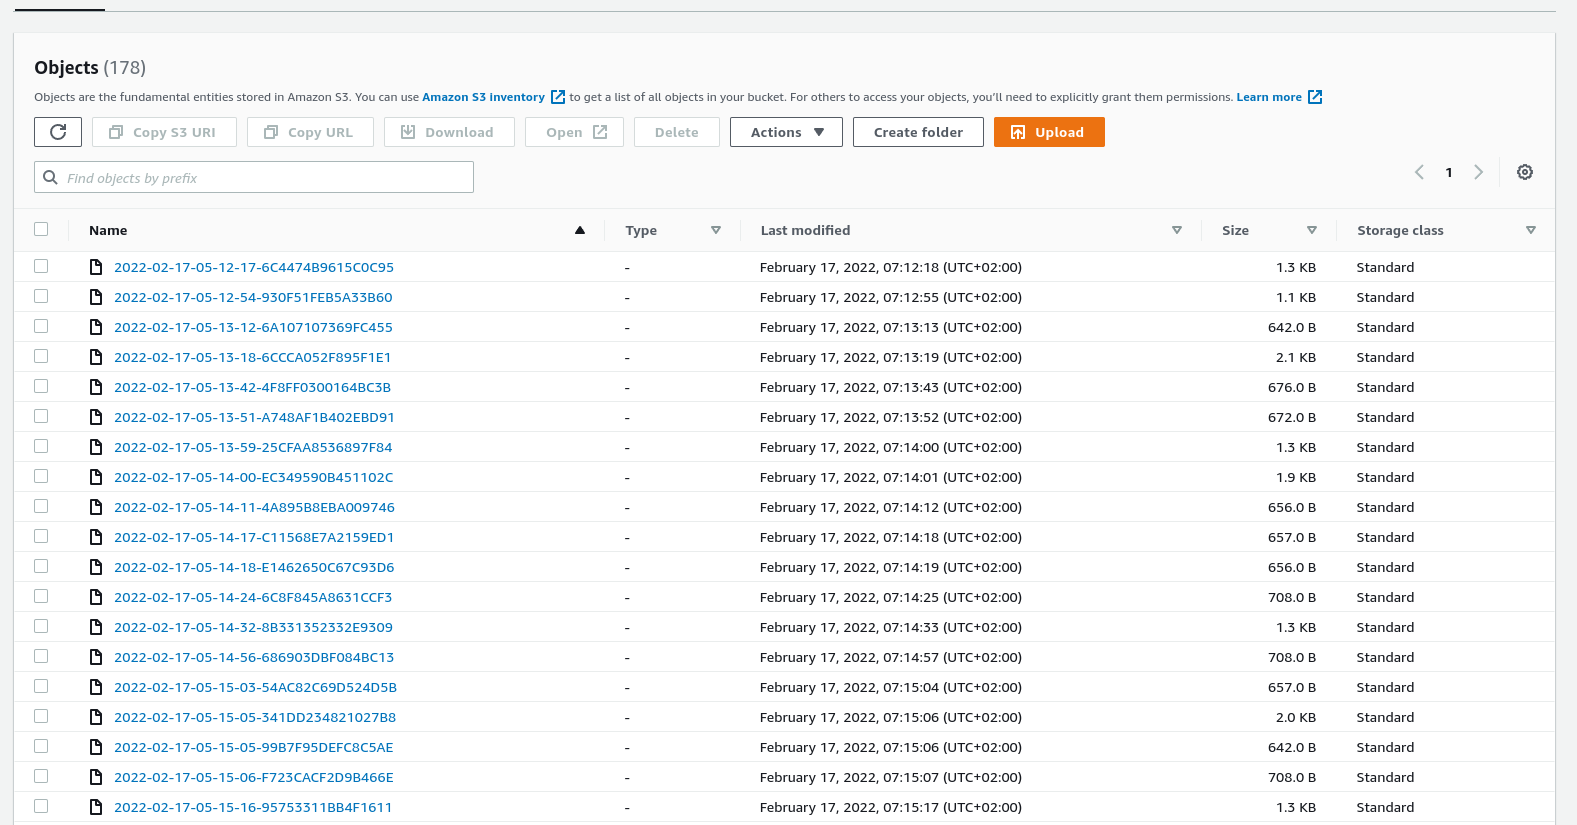 Objects (178)
Objects are the fundamental entities stored in Amazon S3. You can use Amazon S3 inventory to get a list of all objects in your bucket. For others to access your objects, you'll need to explicitly grant them permissions. Learn more
Copy S3 URI Copy URL Download Open Delete Actions Create folder Upload
Find objects by prefix 1
Name Type Last modified Size Storage class
2022-02-17-05-12-17-6C4474B9615C0C95 - February 17, 2022, 07:12:18 (UTC+02:00) 1.3 KB Standard
2022-02-17-05-12-54-930F51FEB5A33B60 - February 17, 2022, 07:12:55 (UTC+02:00) 1.1 KB Standard
2022-02-17-05-13-12-6A107107369FC455 - February 17, 2022, 07:13:13 (UTC+02:00) 642.0 B Standard
2022-02-17-05-13-18-6CCCA052F895F1E1 - February 17, 2022, 07:13:19 (UTC+02:00) 2.1 KB Standard
2022-02-17-05-13-42-4F8FF0300164BC3B - February 17, 2022, 07:13:43 (UTC+02:00) 676.0 B Standard
2022-02-17-05-13-51-A748AF1B402EBD91 - February 17, 2022, 07:13:52 (UTC+02:00) 672.0 B Standard
2022-02-17-05-13-59-25CFAA8536897F84 - February 17, 2022, 07:14:00 (UTC+02:00) 1.3 KB Standard
2022-02-17-05-14-00-EC349590B451102C - February 17, 2022, 07:14:01 (UTC+02:00) 1.9 KB Standard
2022-02-17-05-14-11-4A895B8EBA009746 - February 17, 2022, 07:14:12 (UTC+02:00) 656.0 B Standard
2022-02-17-05-14-17-C11568E7A2159ED1 - February 17, 2022, 07:14:18 (UTC+02:00) 657.0 B Standard
2022-02-17-05-14-18-E1462650C67C93D6 - February 17, 2022, 07:14:19 (UTC+02:00) 656.0 B Standard
2022-02-17-05-14-24-6C8F845A8631CCF3 - February 17, 2022, 07:14:25 (UTC+02:00) 708.0 B Standard
2022-02-17-05-14-32-8B331352332E9309 - February 17, 2022, 07:14:33 (UTC+02:00) 1.3 KB Standard
2022-02-17-05-14-56-686903DBF084BC13 - February 17, 2022, 07:14:57 (UTC+02:00) 708.0 B Standard
2022-02-17-05-15-03-54AC82C69D524D5B - February 17, 2022, 07:15:04 (UTC+02:00) 657.0 B Standard
2022-02-17-05-15-05-341DD234821027B8 - February 17, 2022, 07:15:06 (UTC+02:00) 2.0 KB Standard
2022-02-17-05-15-05-99B7F95DEFC8C5AE - February 17, 2022, 07:15:06 (UTC+02:00) 642.0 B Standard
2022-02-17-05-15-06-F723CACF2D9B466E - February 17, 2022, 07:15:07 (UTC+02:00) 708.0 B Standard
2022-02-17-05-15-16-95753311BB4F1611 - February 17, 2022, 07:15:17 (UTC+02:00) 1.3 KB Standard